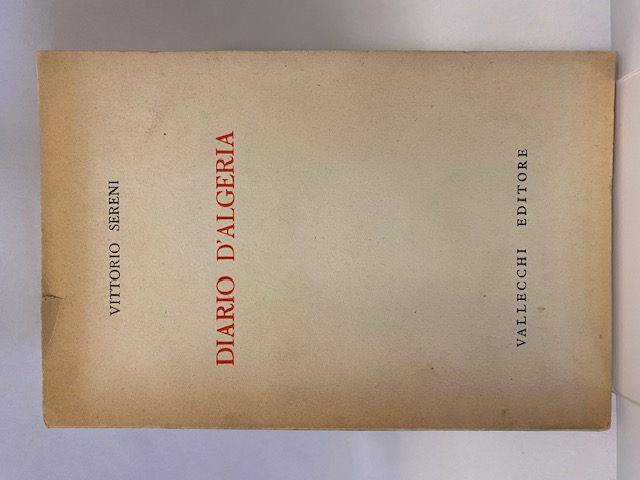 VITTORIO SERENI
DIARIO D'ALGERIA
VALLECCHI EDITORE